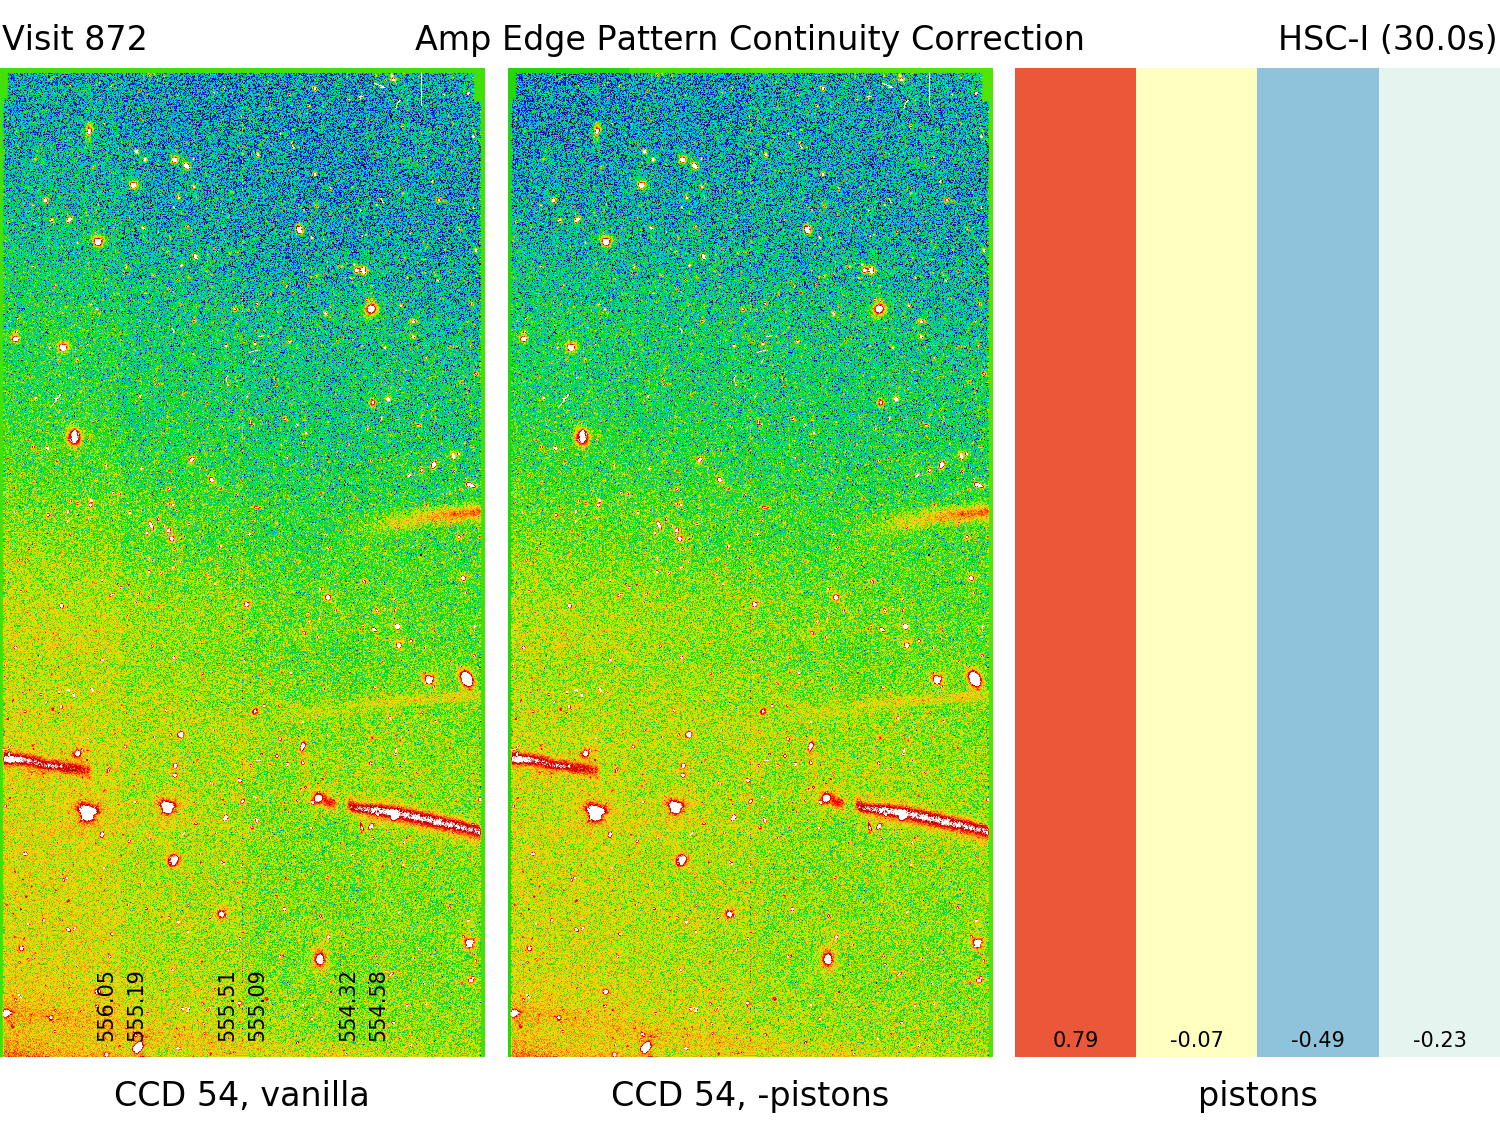 Visit 872
Amp Edge Pattern Continuity Correction
HSC-I (30.0s)
556.05
555.19
555.51
555.09
554.32
554.58
0.79
-0.07
-0.49
-0.23
CCD 54, vanilla
CCD 54, -pistons
pistons